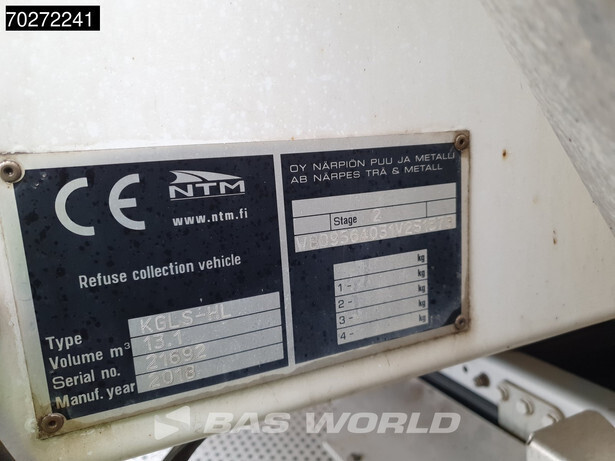 70272241
CE NTM
www.ntm.fi
Refuse collection vehicle
Type KGLS-HL
Volume m³ 13.1
Serial no. 21692
Manuf. year 2018
OY NÄRPIÖN PUU JA METALLI
AB NÄRPES TRÄ & METALL
Stage 2
kg
1 - kg
2 - kg
3 - kg
4 - kg
BAS WORLD